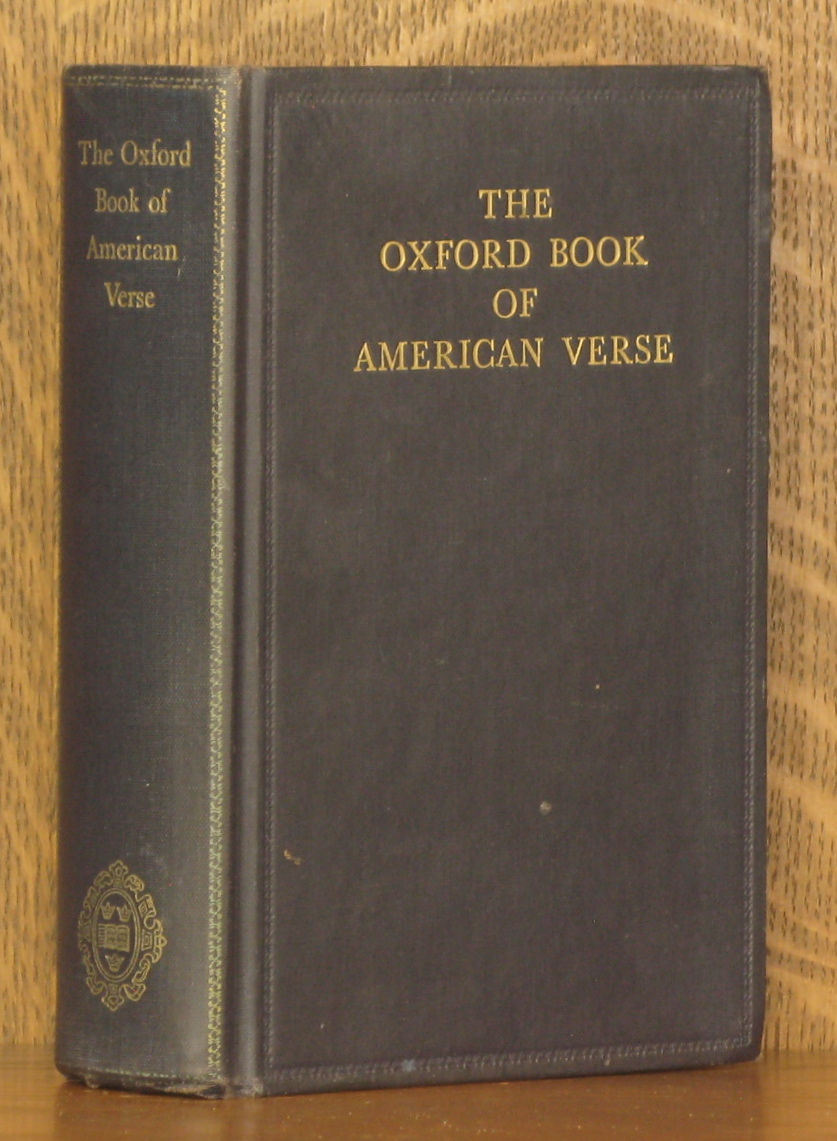 The Oxford
Book of
American
Verse
THE
OXFORD BOOK
OF
AMERICAN VERSE